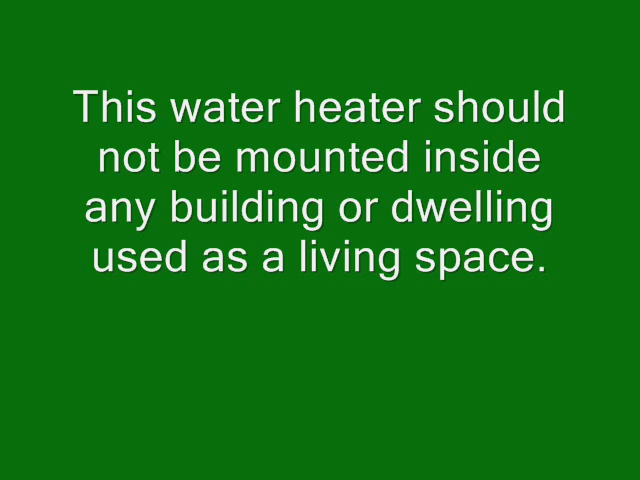 This water heater should
not be mounted inside
any building or dwelling
used as a living space.